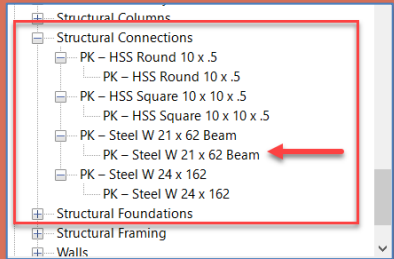 Structural Columns
Structural Connections
PK – HSS Round 10 x .5
PK – HSS Round 10 x .5
PK – HSS Square 10 x 10 x .5
PK – HSS Square 10 x 10 x .5
PK – Steel W 21 x 62 Beam
PK – Steel W 21 x 62 Beam
PK – Steel W 24 x 162
PK – Steel W 24 x 162
Structural Foundations
Structural Framing
Walls